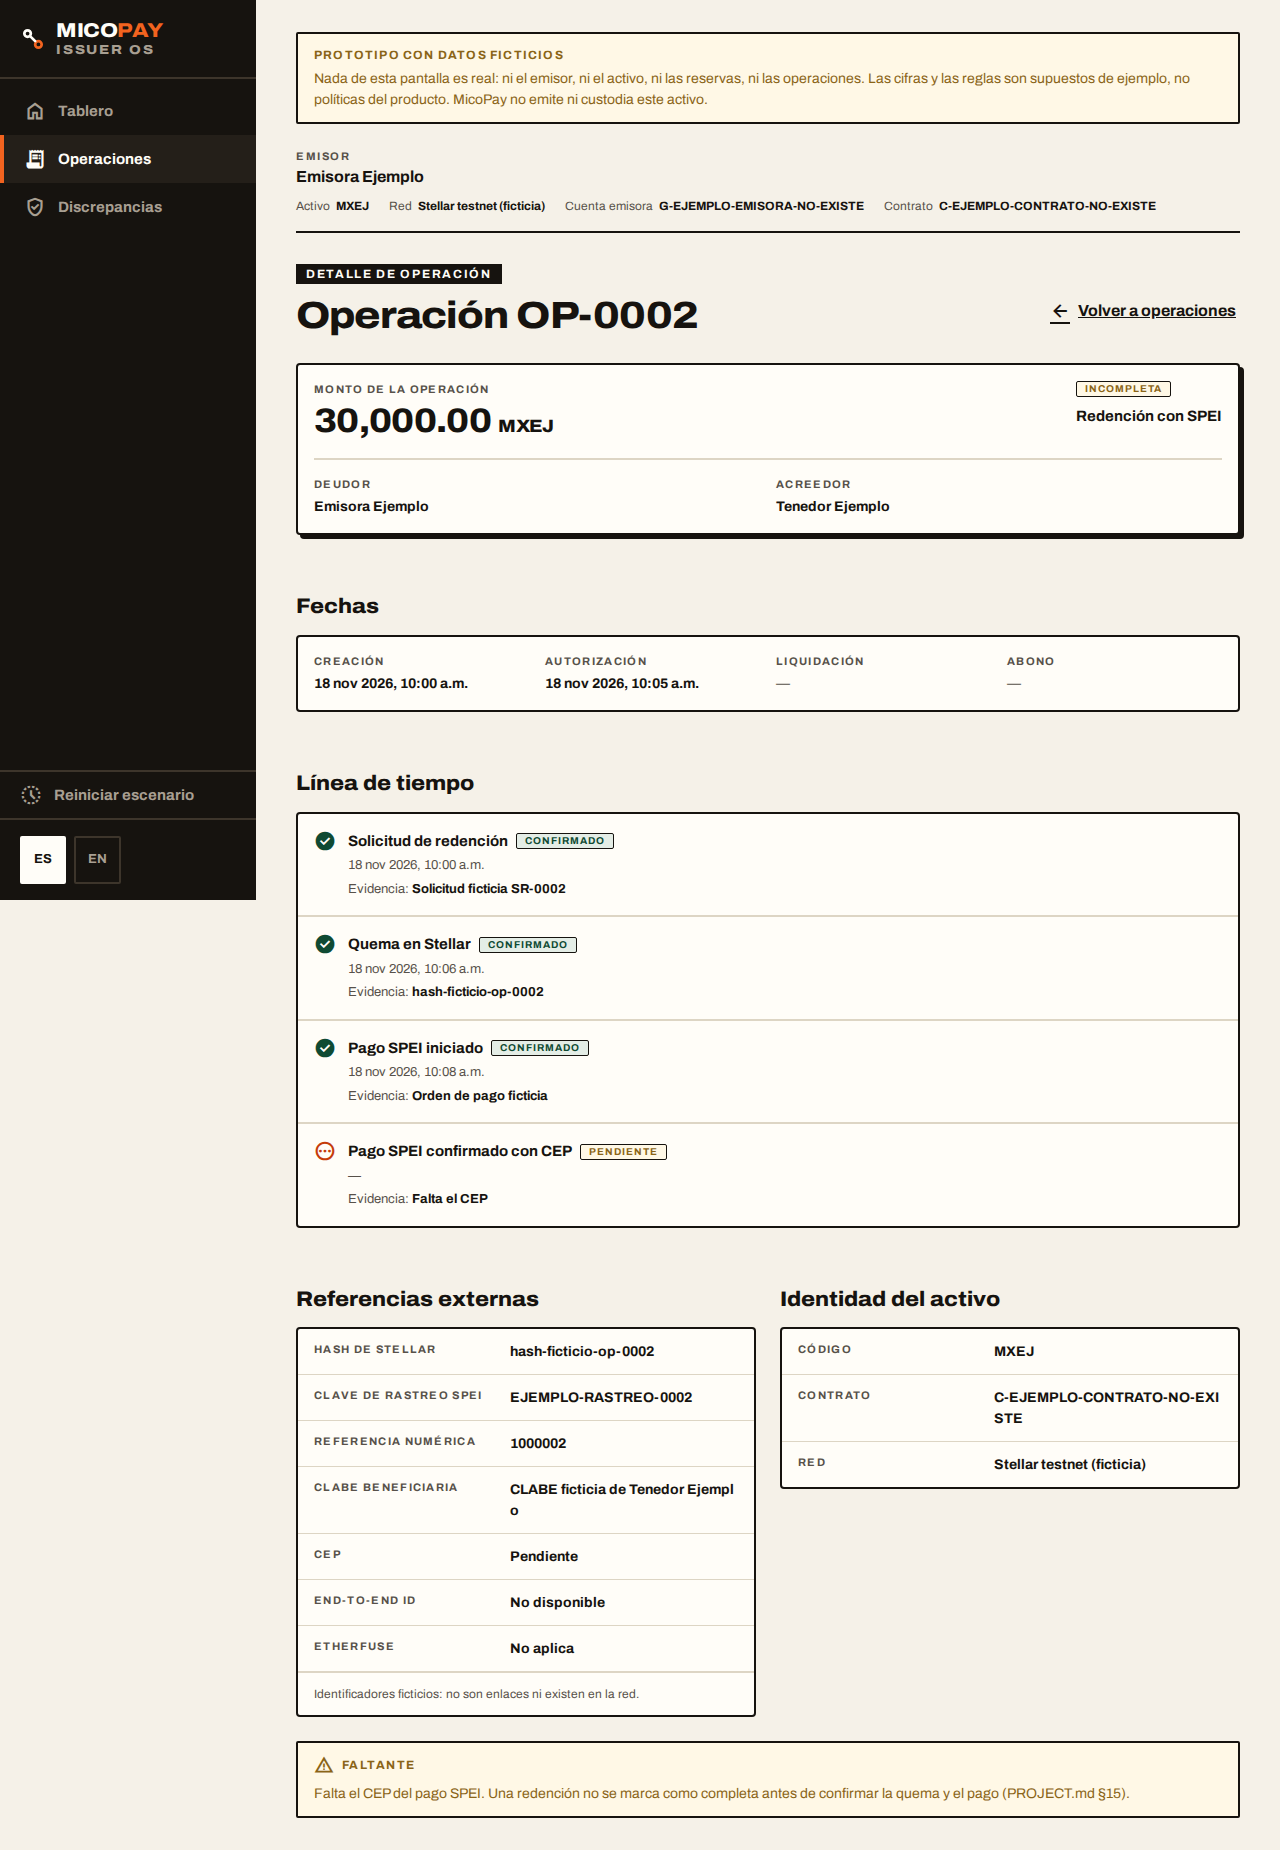 MICOPAY
ISSUER OS
Tablero
Operaciones
Discrepancias
Reiniciar escenario
ES
EN
PROTOTIPO CON DATOS FICTICIOS
Nada de esta pantalla es real: ni el emisor, ni el activo, ni las reservas, ni las operaciones. Las cifras y las reglas son supuestos de ejemplo, no
políticas del producto. MicoPay no emite ni custodia este activo.
EMISOR
Emisora Ejemplo
Activo MXEJ Red Stellar testnet (ficticia) Cuenta emisora G-EJEMPLO-EMISORA-NO-EXISTE Contrato C-EJEMPLO-CONTRATO-NO-EXISTE
DETALLE DE OPERACIÓN
Operación OP-0002
Volver a operaciones
MONTO DE LA OPERACIÓN
30,000.00 MXEJ
INCOMPLETA
Redención con SPEI
DEUDOR
Emisora Ejemplo
ACREEDOR
Tenedor Ejemplo
Fechas
CREACIÓN
18 nov 2026, 10:00 a.m.
AUTORIZACIÓN
18 nov 2026, 10:05 a.m.
LIQUIDACIÓN
—
ABONO
—
Línea de tiempo
Solicitud de redención CONFIRMADO
18 nov 2026, 10:00 a.m.
Evidencia: Solicitud ficticia SR-0002
Quema en Stellar CONFIRMADO
18 nov 2026, 10:06 a.m.
Evidencia: hash-ficticio-op-0002
Pago SPEI iniciado CONFIRMADO
18 nov 2026, 10:08 a.m.
Evidencia: Orden de pago ficticia
Pago SPEI confirmado con CEP PENDIENTE
—
Evidencia: Falta el CEP
Referencias externas
HASH DE STELLAR hash-ficticio-op-0002
CLAVE DE RASTREO SPEI EJEMPLO-RASTREO-0002
REFERENCIA NUMÉRICA 1000002
CLABE BENEFICIARIA CLABE ficticia de Tenedor Ejempl
o
CEP Pendiente
END-TO-END ID No disponible
ETHERFUSE No aplica
Identificadores ficticios: no son enlaces ni existen en la red.
Identidad del activo
CÓDIGO MXEJ
CONTRATO C-EJEMPLO-CONTRATO-NO-EXI
STE
RED Stellar testnet (ficticia)
FALTANTE
Falta el CEP del pago SPEI. Una redención no se marca como completa antes de confirmar la quema y el pago (PROJECT.md §15).